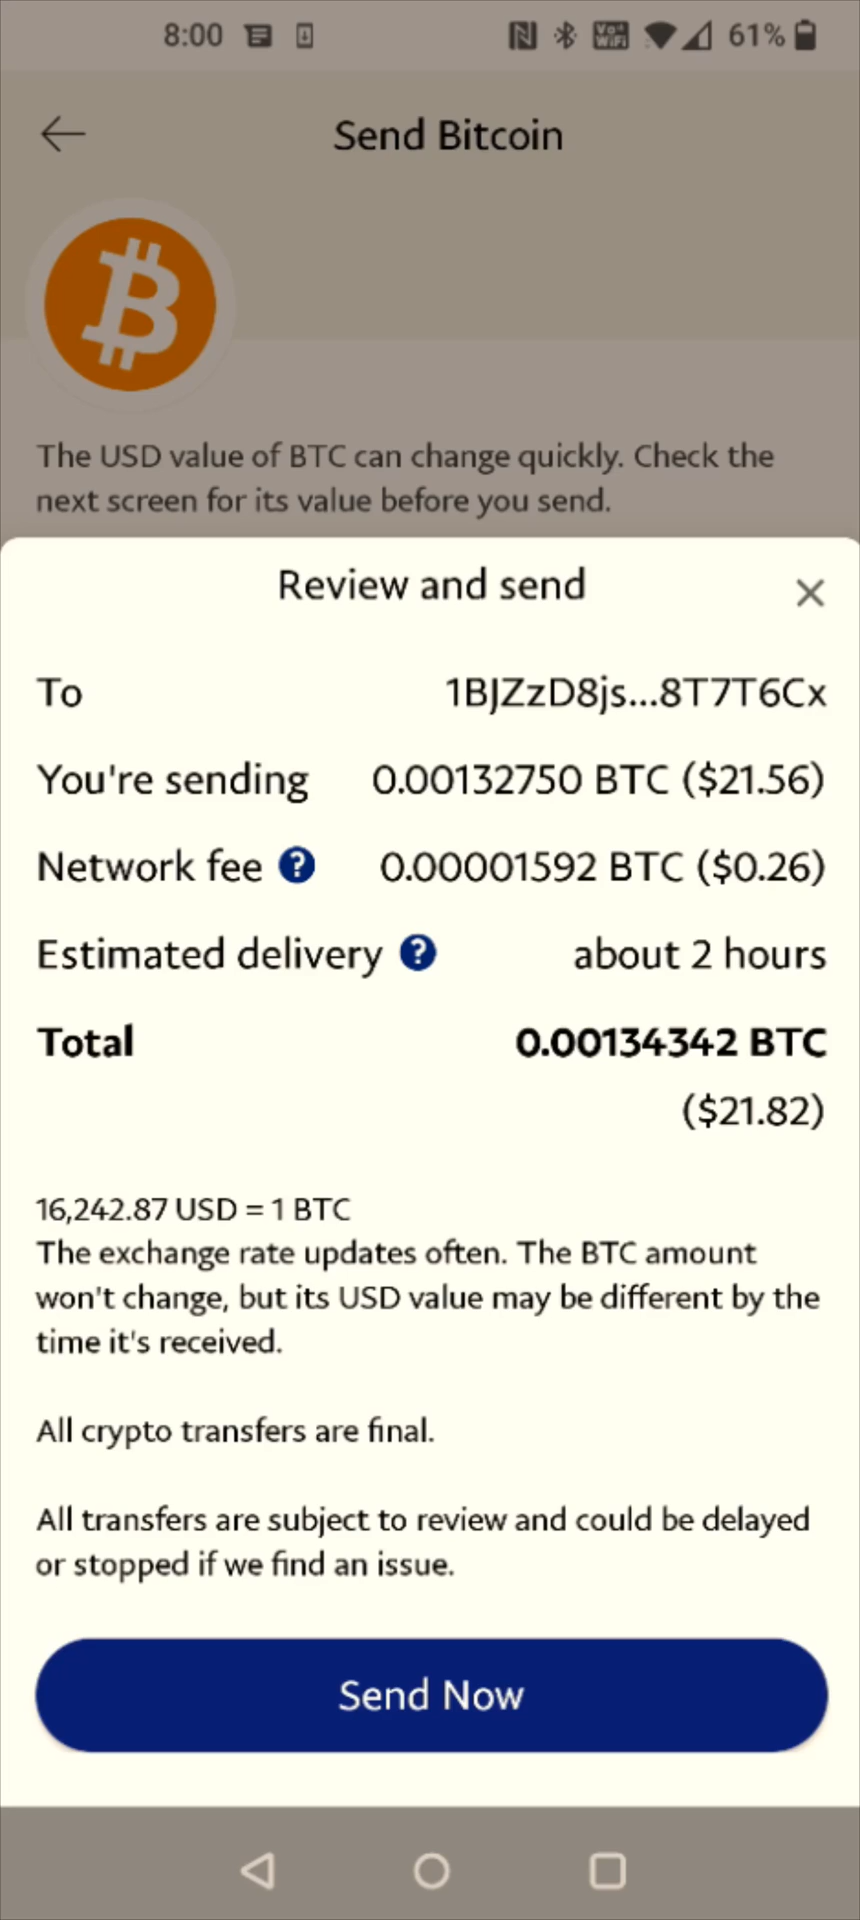 8:00
Vo+
WiFi
61%
Send Bitcoin
The USD value of BTC can change quickly. Check the
next screen for its value before you send.
Review and send
To 1BJZzD8js...8T7T6Cx
You're sending 0.00132750 BTC ($21.56)
Network fee ? 0.00001592 BTC ($0.26)
Estimated delivery ? about 2 hours
Total 0.00134342 BTC
($21.82)
16,242.87 USD = 1 BTC
The exchange rate updates often. The BTC amount
won't change, but its USD value may be different by the
time it's received.
All crypto transfers are final.
All transfers are subject to review and could be delayed
or stopped if we find an issue.
Send Now